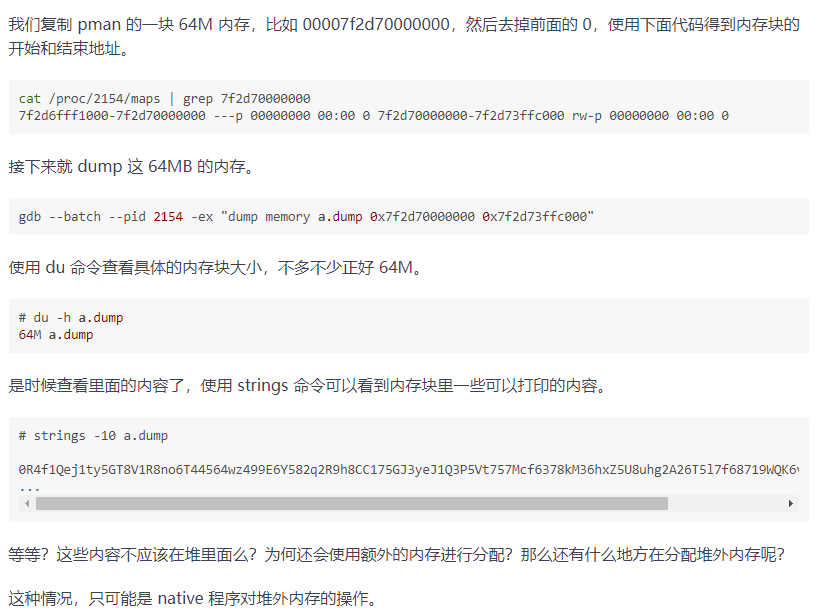 我们复制 pman 的一块 64M 内存，比如 00007f2d70000000，然后去掉前面的 0，使用下面代码得到内存块的
开始和结束地址。
cat /proc/2154/maps | grep 7f2d70000000
7f2d6fff1000-7f2d70000000 ---p 00000000 00:00 0 7f2d70000000-7f2d73ffc000 rw-p 00000000 00:00 0
接下来就 dump 这 64MB 的内存。
gdb --batch --pid 2154 -ex "dump memory a.dump 0x7f2d70000000 0x7f2d73ffc000"
使用 du 命令查看具体的内存块大小，不多不少正好 64M。
# du -h a.dump
64M a.dump
是时候查看里面的内容了，使用 strings 命令可以看到内存块里一些可以打印的内容。
# strings -10 a.dump
0R4f1Qej1ty5GT8V1R8no6T44564wz499E6Y582q2R9h8CC175GJ3yeJ1Q3P5Vt757Mcf6378kM36hxZ5U8uhg2A26T5l7f68719WQK6v
...
等等？这些内容不应该在堆里面么？为何还会使用额外的内存进行分配？那么还有什么地方在分配堆外内存呢？
这种情况，只可能是 native 程序对堆外内存的操作。